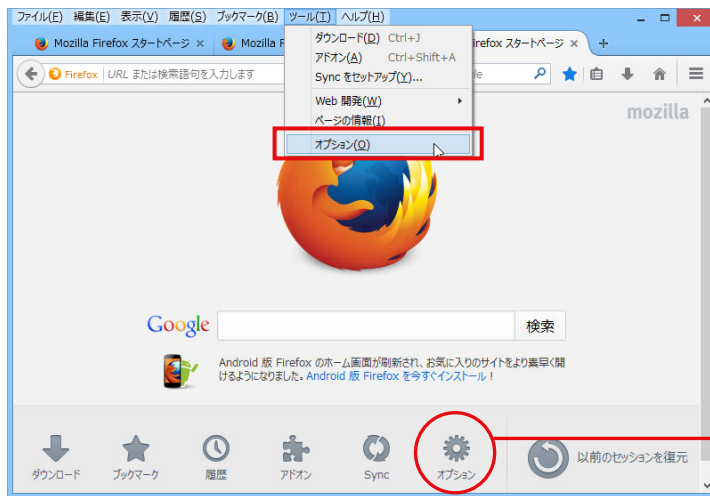 ファイル(F) 編集(E) 表示(V) 履歴(S) ブックマーク(B) ツール(T) ヘルプ(H)
Mozilla Firefox スタートページ × Mozilla F irefox スタートページ × +
Firefox URL または検索語句を入力します le
ダウンロード(D) Ctrl+J
アドオン(A) Ctrl+Shift+A
Sync をセットアップ(Y)...
Web 開発(W)
ページの情報(I)
オプション(O)
mozilla
Google 検索
Android 版 Firefox のホーム画面が刷新され、お気に入りのサイトをより素早く開
けるようになりました。Android 版 Firefox を今すぐインストール!
ダウンロード ブックマーク 履歴 アドオン Sync オプション 以前のセッションを復元